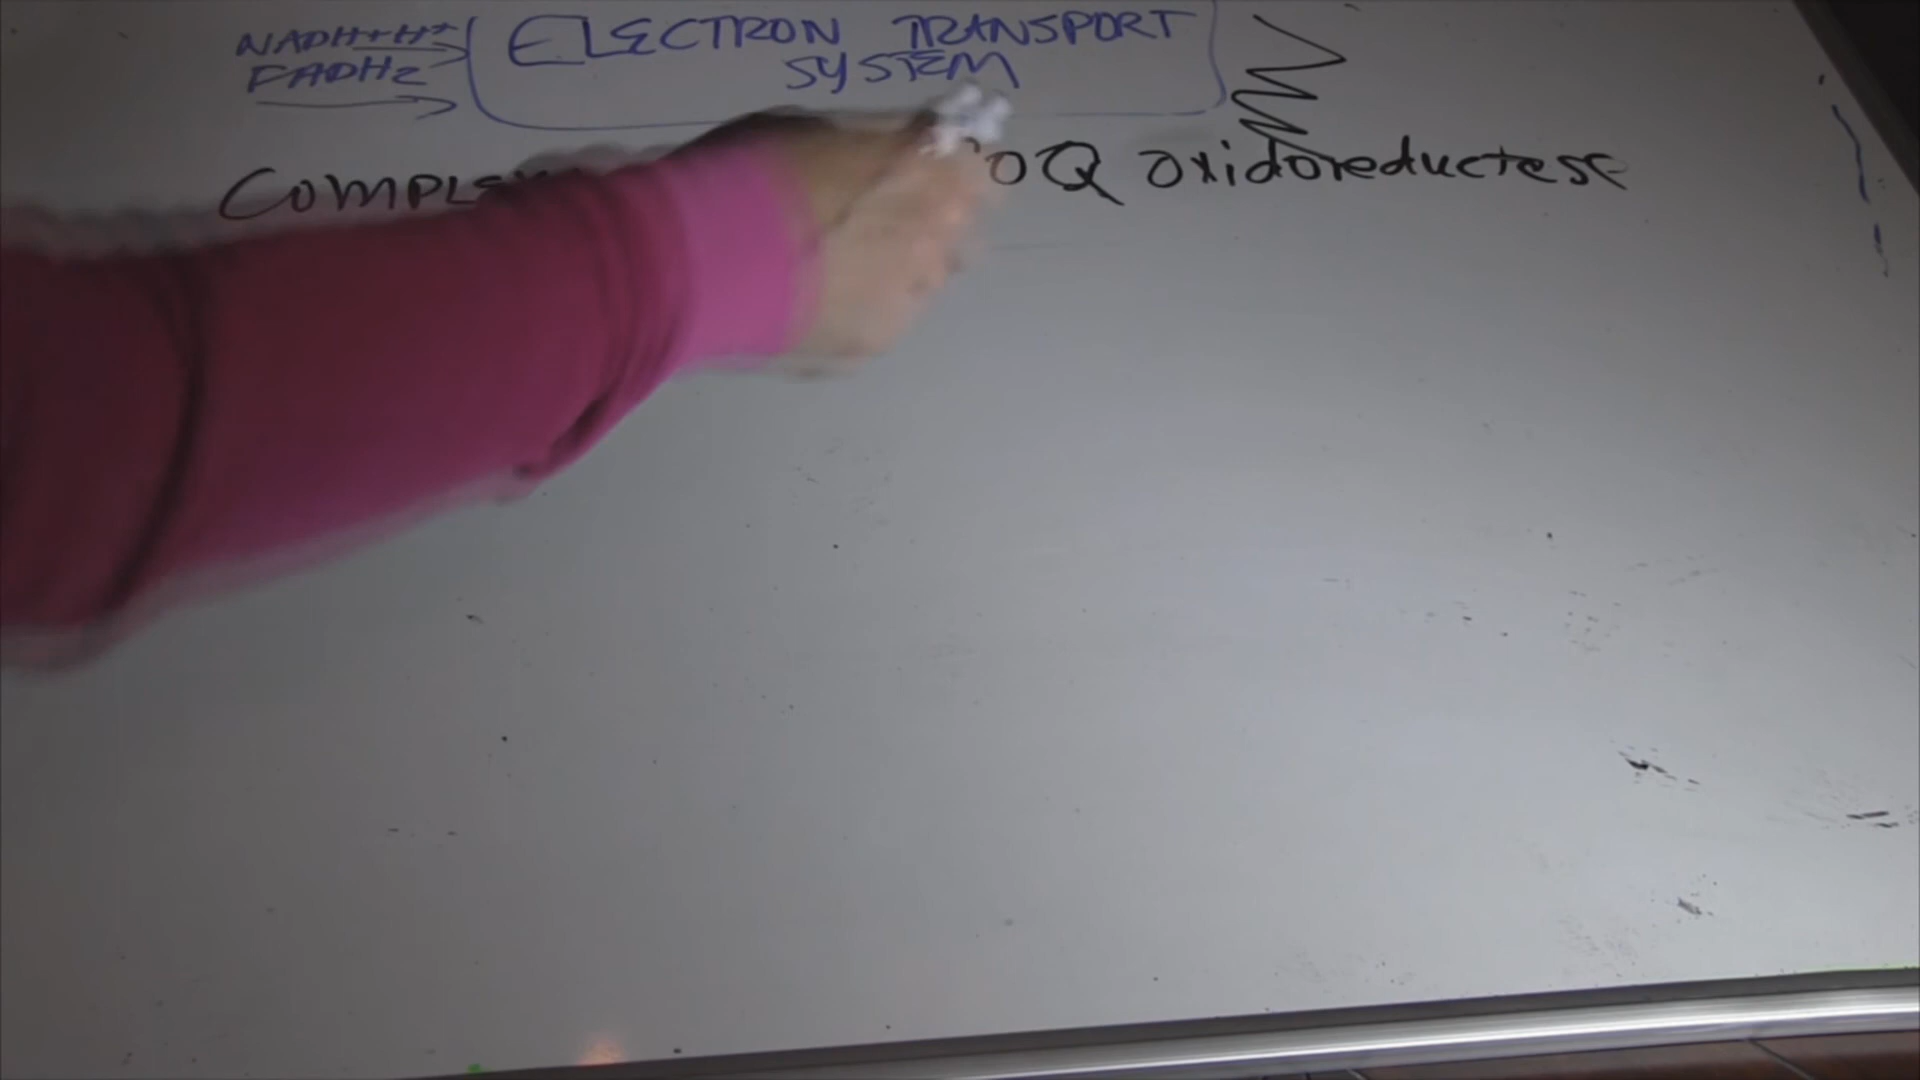 NADH+H+
FADH2
ELECTRON TRANSPORT
SYSTEM
oQ oxidoreductase